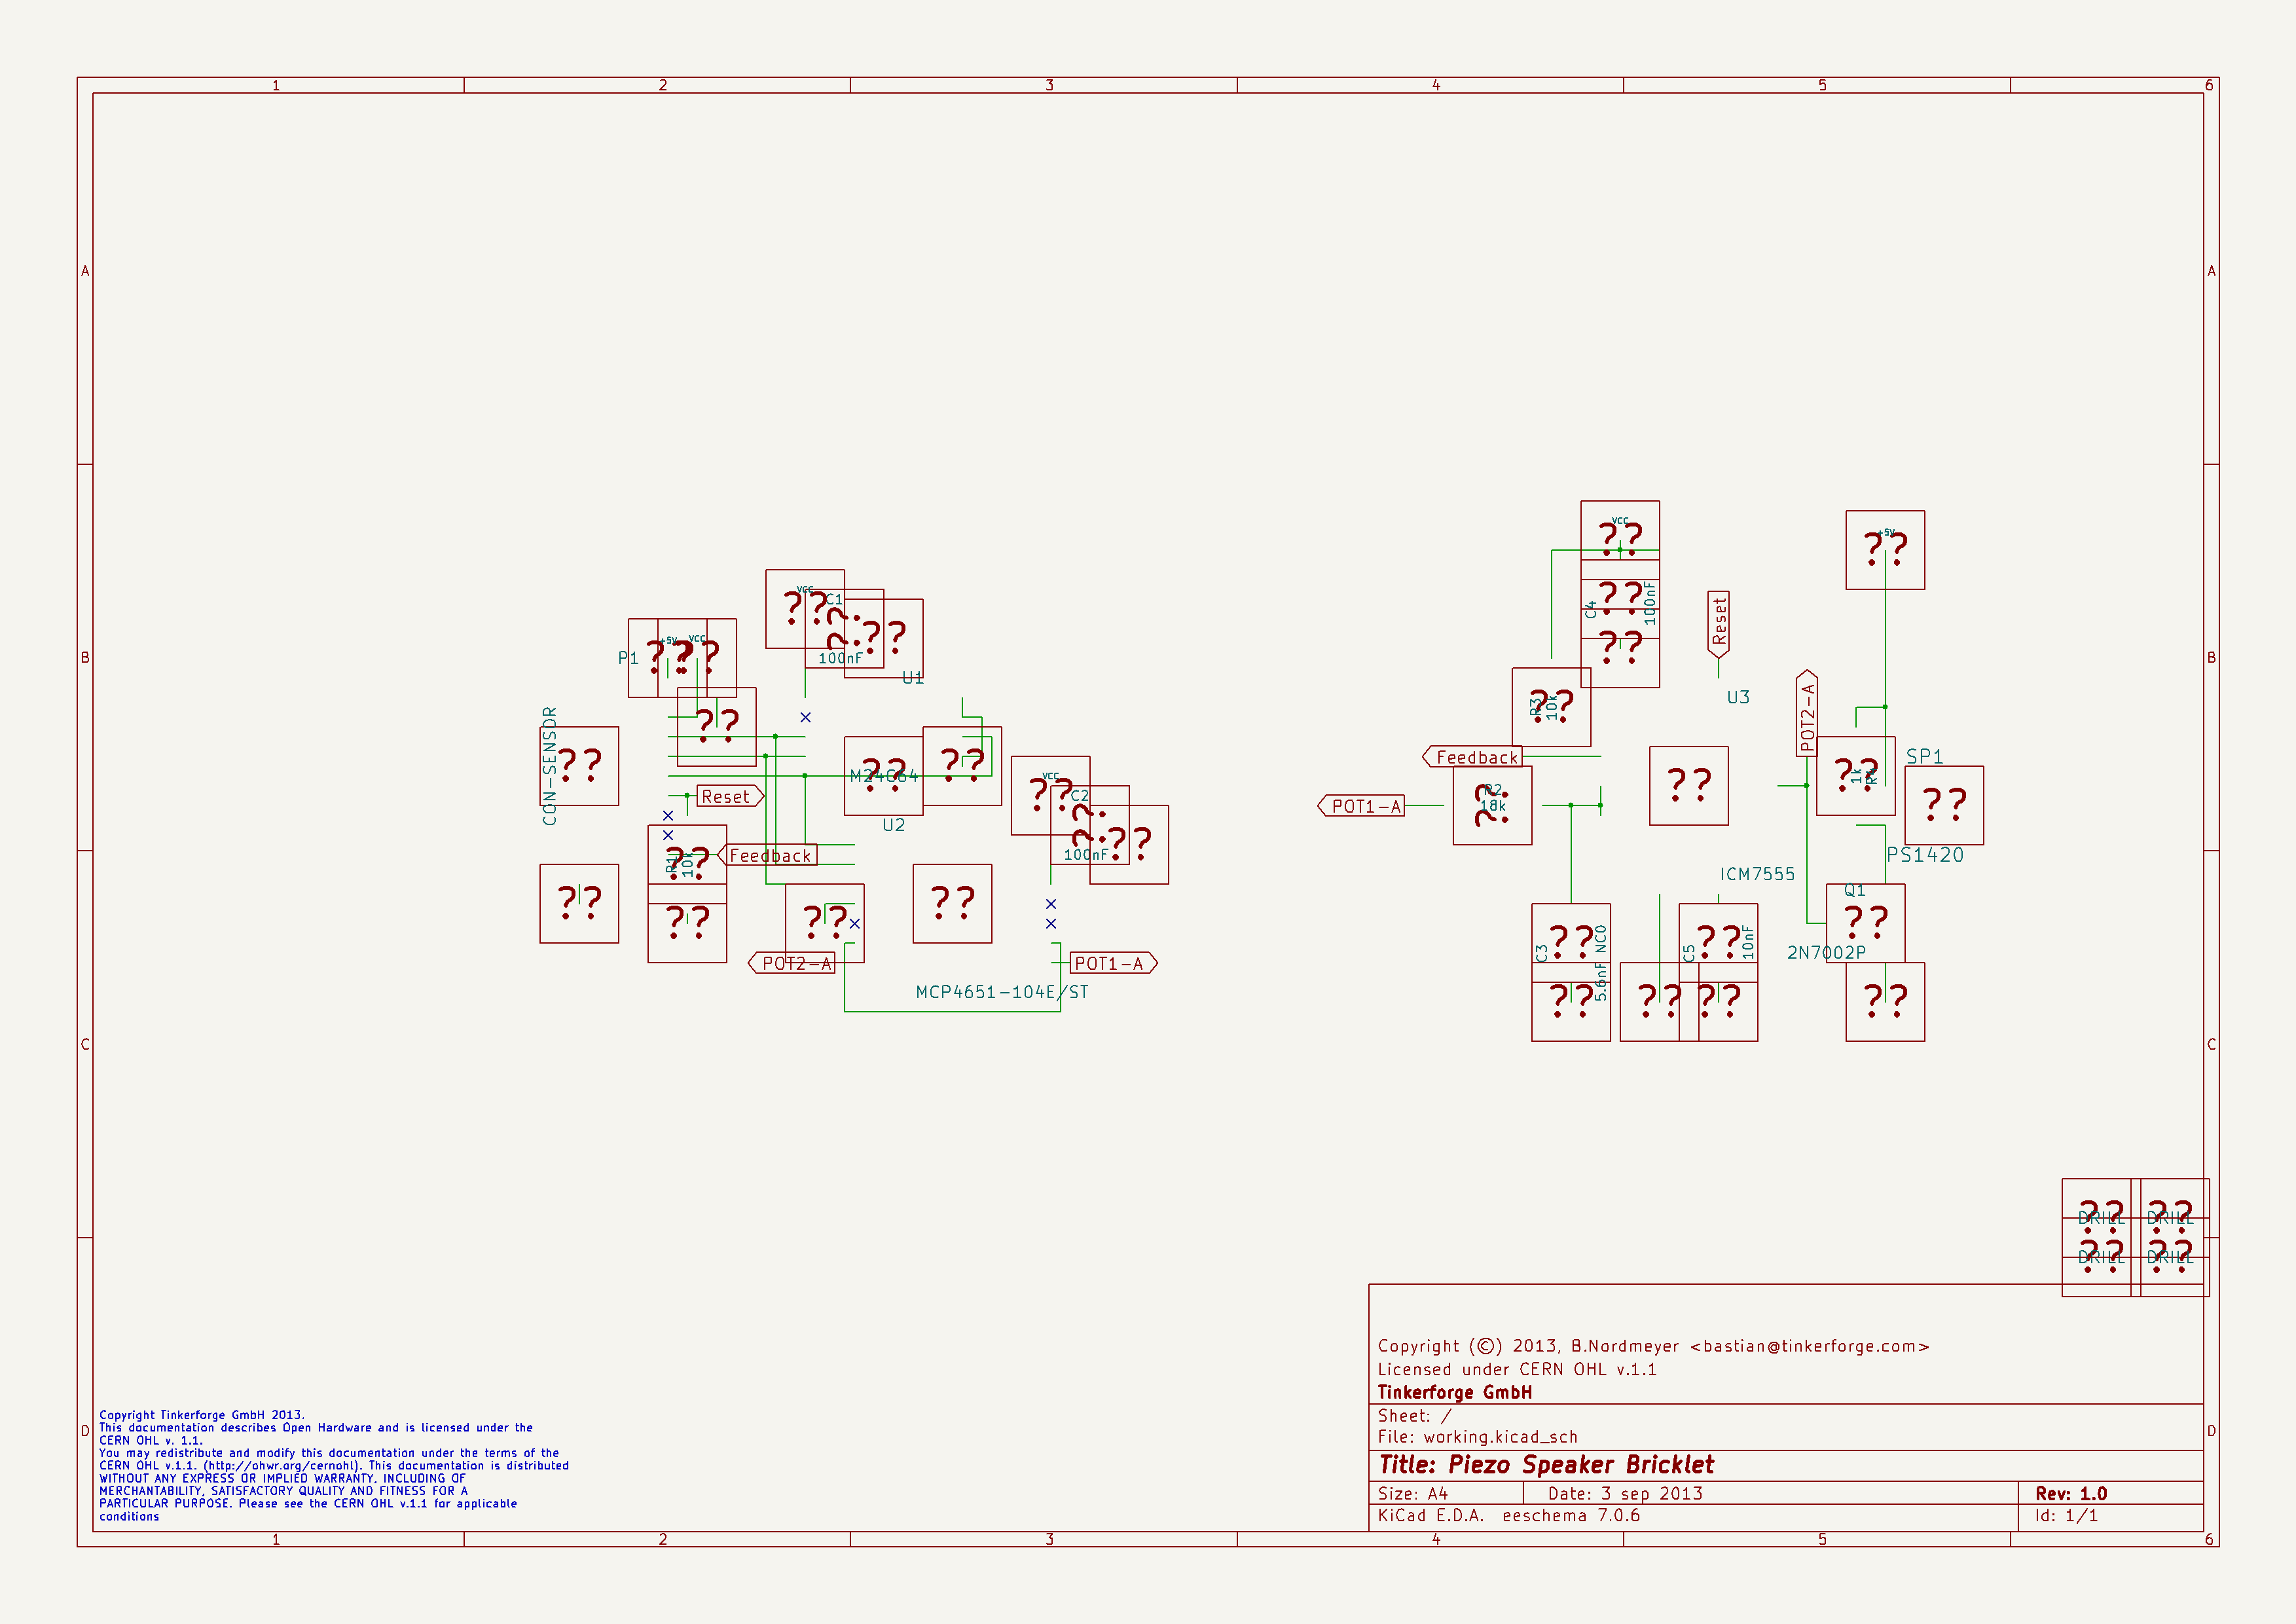 1 2 3 4 5 6
A A
B B
C C
D D
VCC
C1
100nF
??
U1
+5V VCC
P1
??
CON-SENSOR
??
M24C64
U2
Reset
R1
10k
Feedback
??
POT2-A
MCP4651-104E/ST
POT1-A
VCC
C2
100nF
??
VCC
??
C4
100nF
??
Reset
+5V
??
R3
10k
??
U3
POT2-A
Feedback
POT1-A
R2
18k
??
1k
SP1
??
PS1420
ICM7555
Q1
??
2N7002P
C3
5.6nF NC0
??
C5
10nF
??
DRILL DRILL
DRILL DRILL
Copyright (©) 2013, B.Nordmeyer <bastian@tinkerforge.com>
Licensed under CERN OHL v.1.1
Tinkerforge GmbH
Sheet: /
File: working.kicad_sch
Title: Piezo Speaker Bricklet
Size: A4 Date: 3 sep 2013 Rev: 1.0
KiCad E.D.A. eeschema 7.0.6 Id: 1/1
Copyright Tinkerforge GmbH 2013.
This documentation describes Open Hardware and is licensed under the
CERN OHL v. 1.1.
You may redistribute and modify this documentation under the terms of the
CERN OHL v.1.1. (http://ohwr.org/cernohl). This documentation is distributed
WITHOUT ANY EXPRESS OR IMPLIED WARRANTY, INCLUDING OF
MERCHANTABILITY, SATISFACTORY QUALITY AND FITNESS FOR A
PARTICULAR PURPOSE. Please see the CERN OHL v.1.1 for applicable
conditions
1 2 3 4 5 6